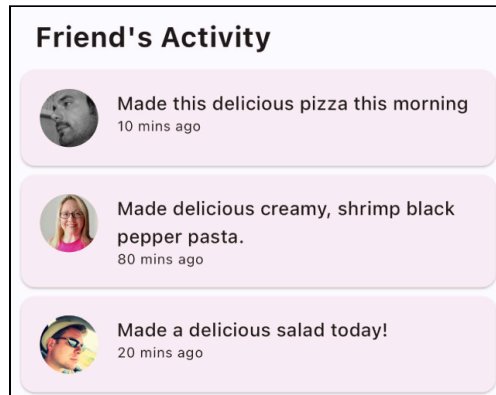 Friend's Activity
Made this delicious pizza this morning
10 mins ago
Made delicious creamy, shrimp black
pepper pasta.
80 mins ago
Made a delicious salad today!
20 mins ago